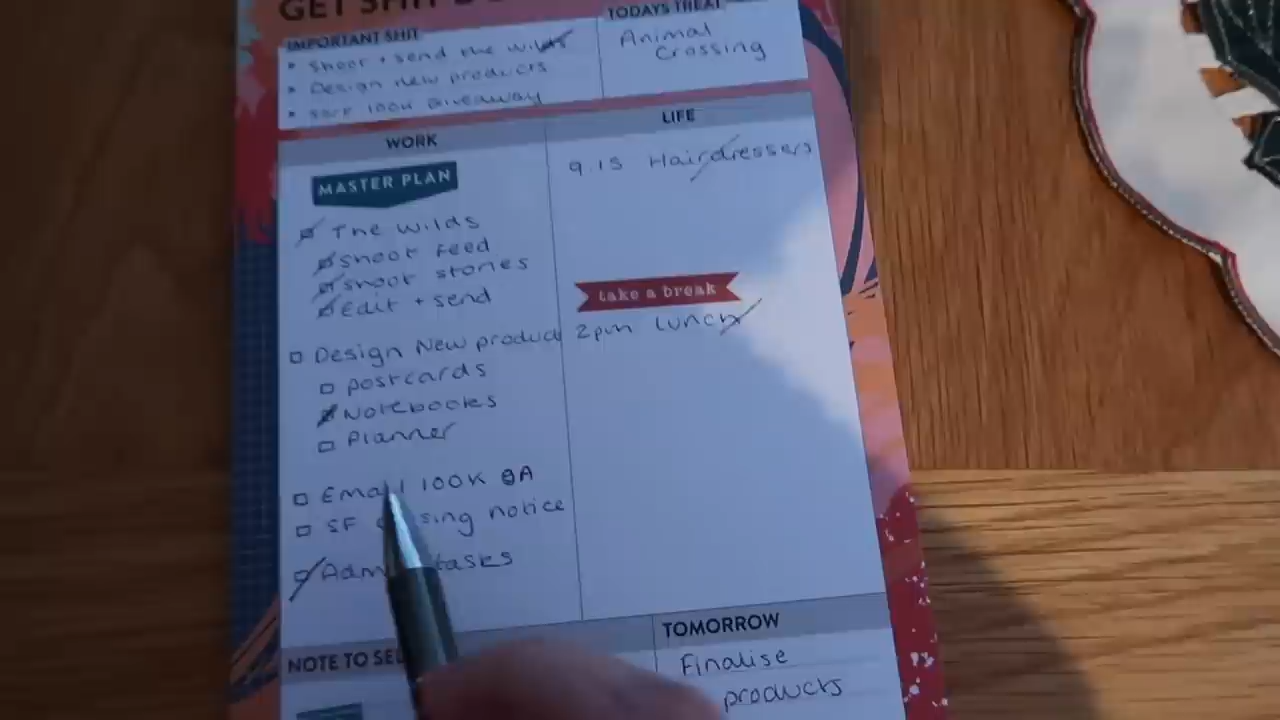 GET SHIT D
IMPORTANT SHIT
• Shoot + send the wilds
• Design new products
• 100K Giveaway
TODAYS TREAT
Animal
Crossing
WORK
MASTER PLAN
The Wilds
Shoot Feed
Shoot stories
Edit + send
Design New produc
postcards
Notebooks
Planner
Email 100K GA
SF sing notice
Adm tasks
LIFE
9.15 Hairdressers
take a break
2pm Lunch
NOTE TO SEL
TOMORROW
Finalise
products